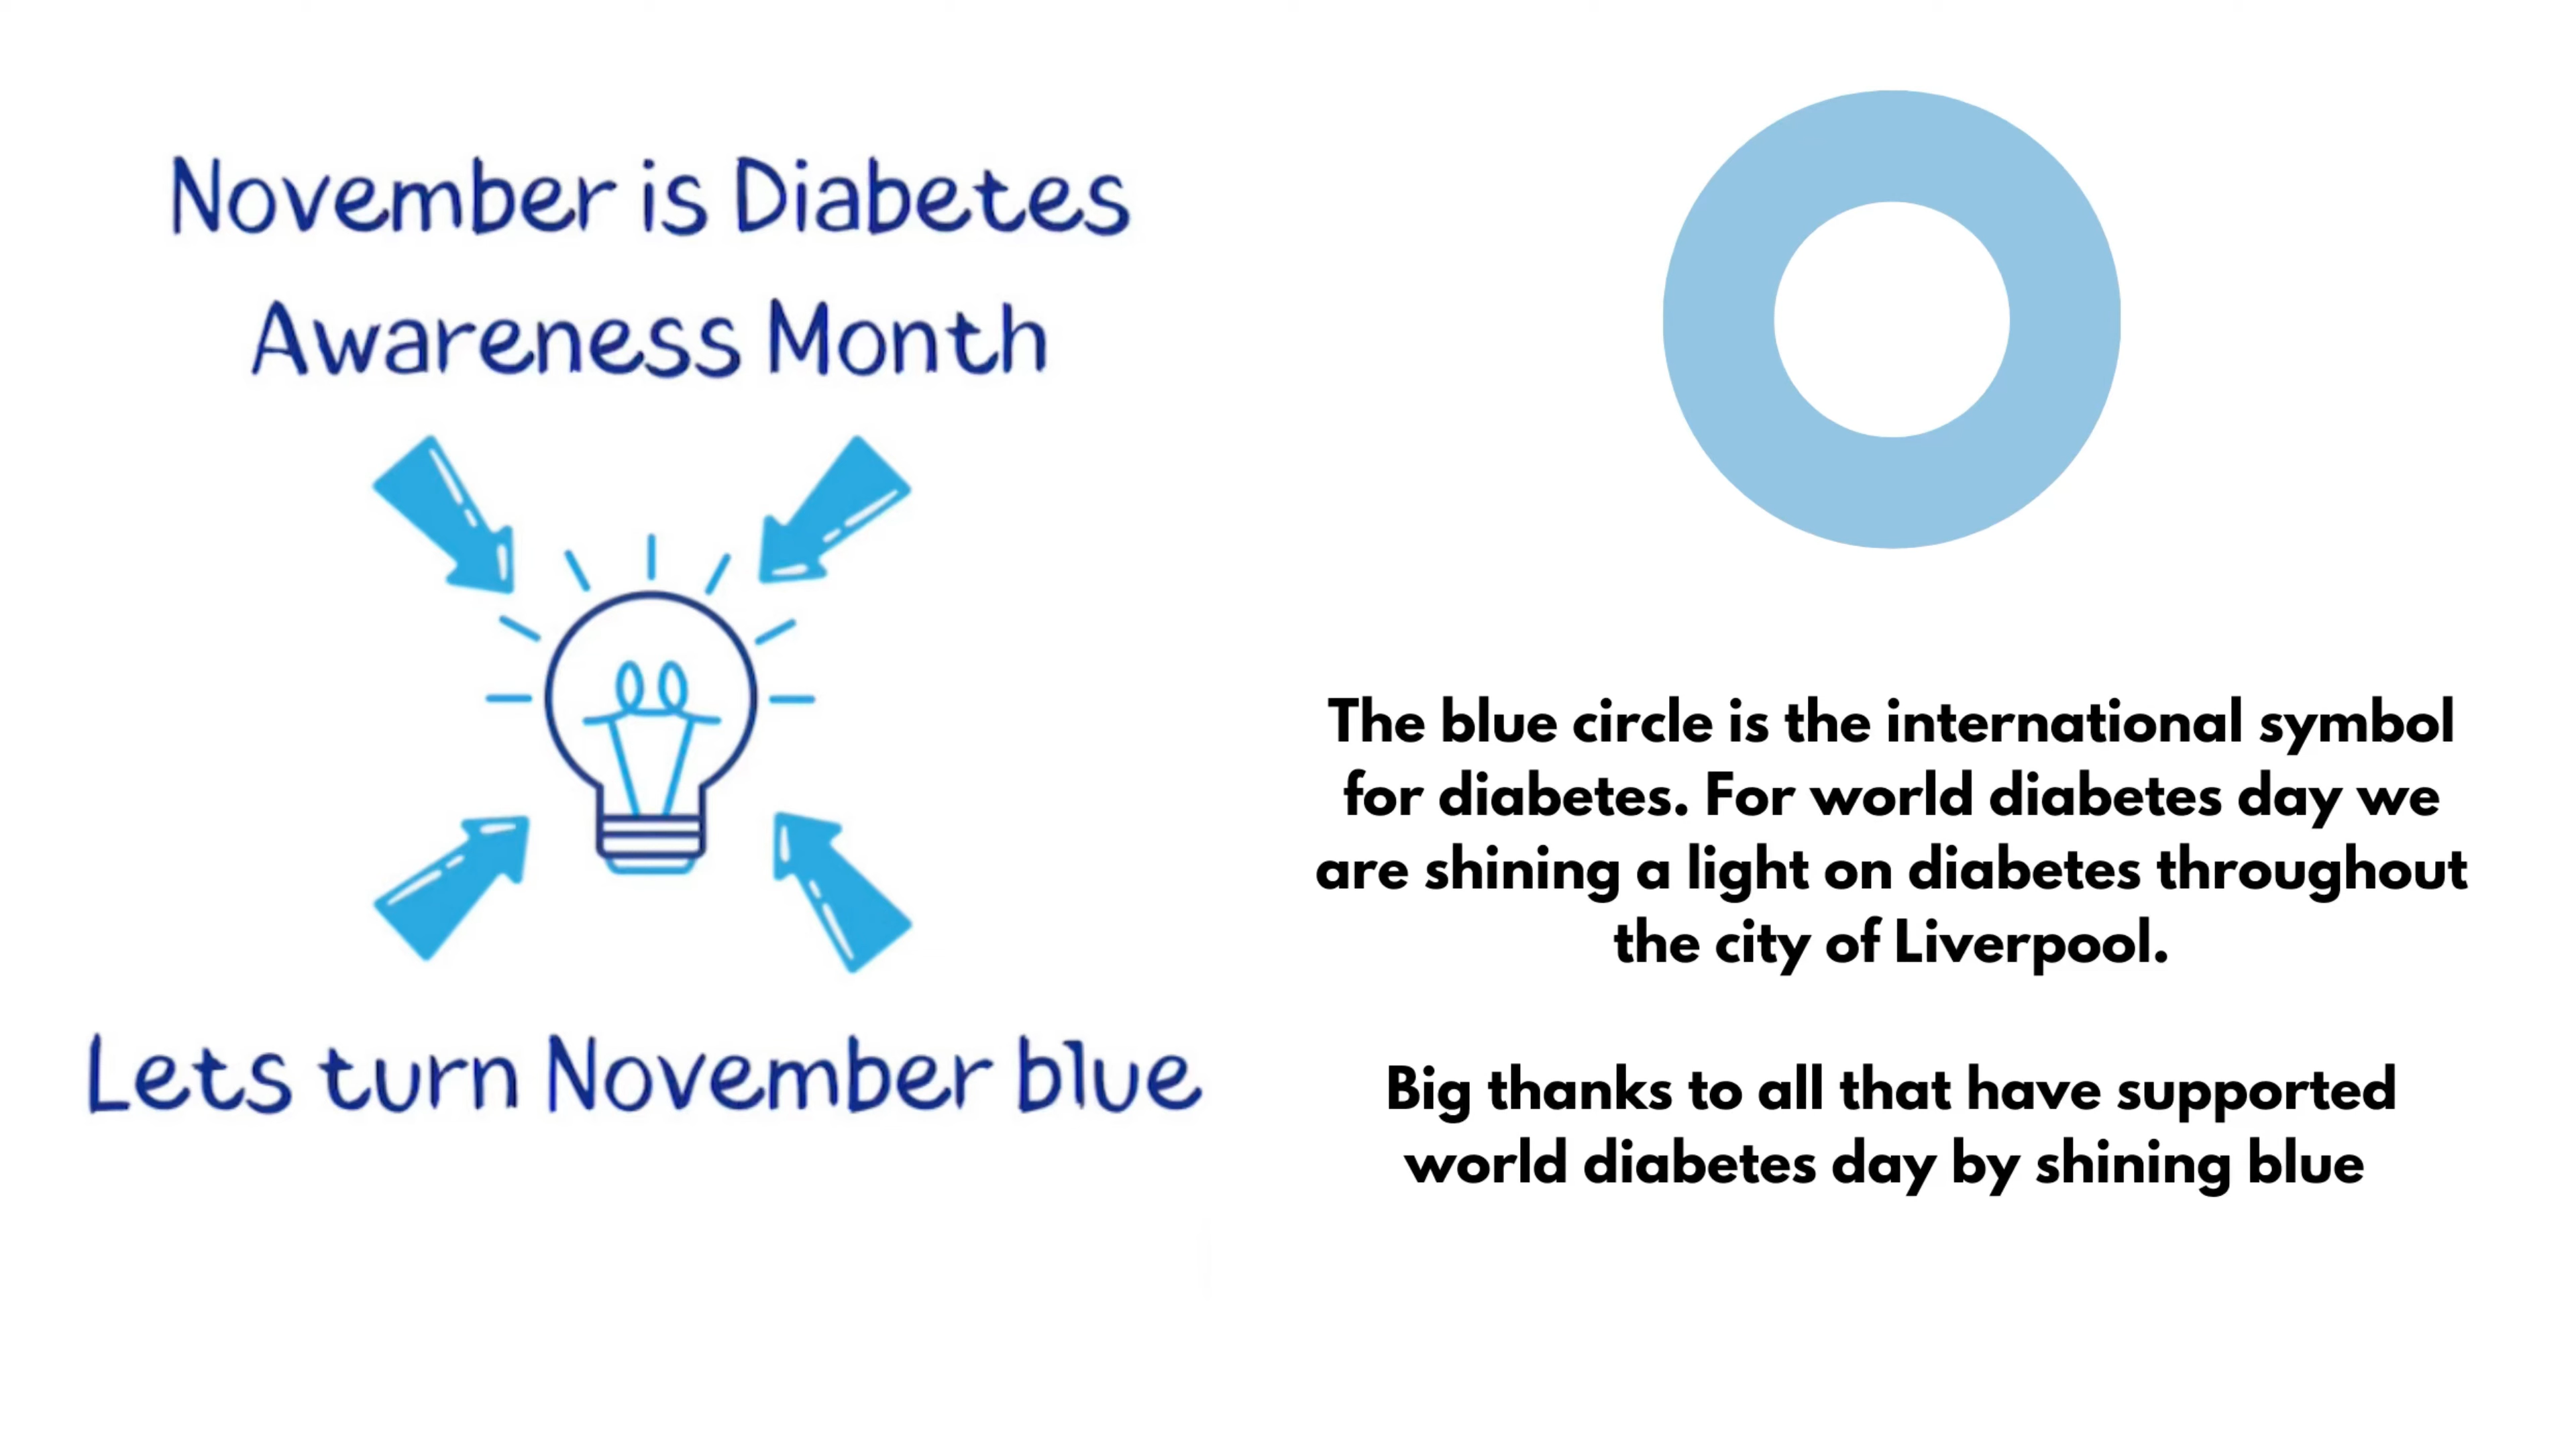 November is Diabetes
Awareness Month
Lets turn November blue
The blue circle is the international symbol
for diabetes. For world diabetes day we
are shining a light on diabetes throughout
the city of Liverpool.
Big thanks to all that have supported
world diabetes day by shining blue